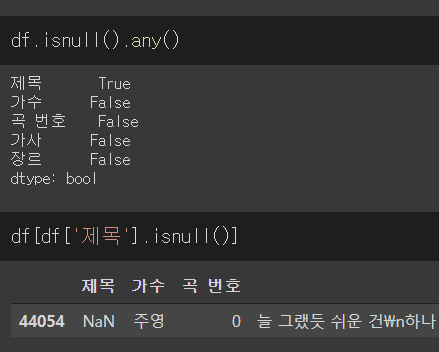 df.isnull().any()
제목 True
가수 False
곡 번호 False
가사 False
장르 False
dtype: bool
df[df['제목'].isnull()]
제목 가수 곡 번호
44054 NaN 주영 0 늘 그랬듯 쉬운 건₩n하나